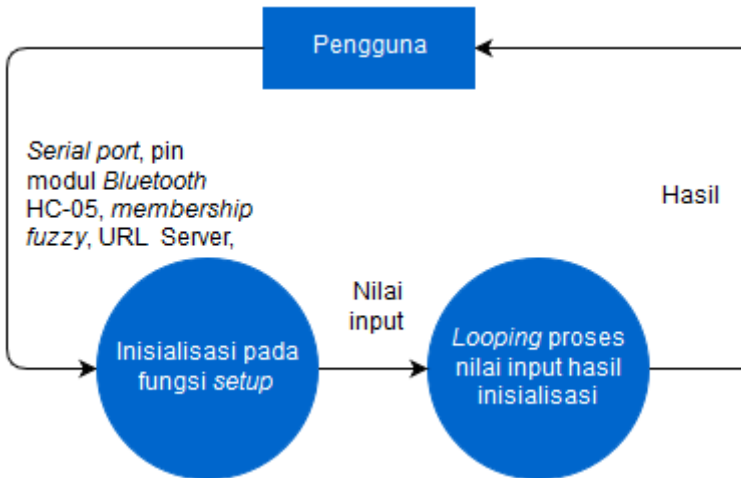 Pengguna
Serial port, pin
modul Bluetooth
HC-05, membership
fuzzy, URL Server,
Hasil
Nilai
input
Inisialisasi pada
fungsi setup
Looping proses
nilai input hasil
inisialisasi